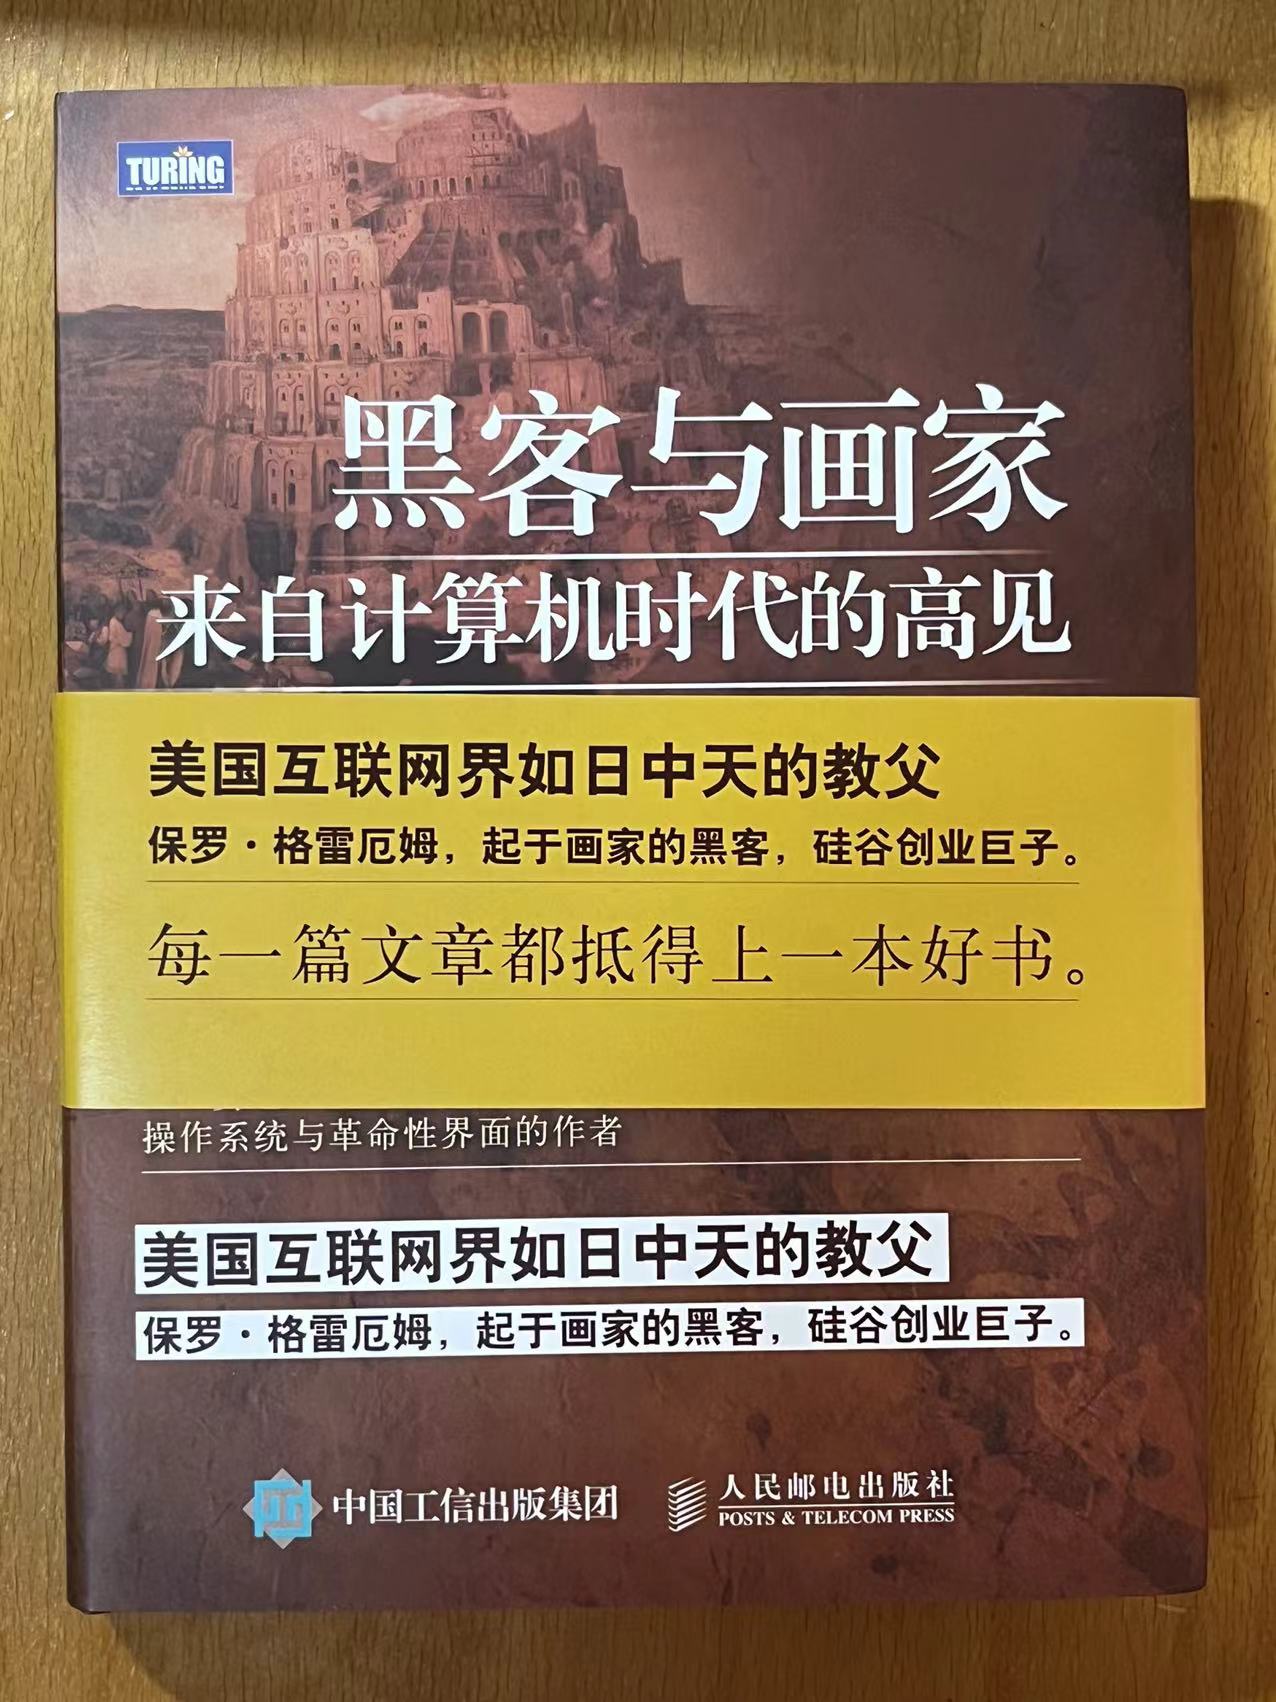 TURING
黑客与画家
来自计算机时代的高见
美国互联网界如日中天的教父
保罗·格雷厄姆，起于画家的黑客，硅谷创业巨子。
每一篇文章都抵得上一本好书。
操作系统与革命性界面的作者
美国互联网界如日中天的教父
保罗·格雷厄姆，起于画家的黑客，硅谷创业巨子。
中国工信出版集团
人民邮电出版社
POSTS & TELECOM PRESS